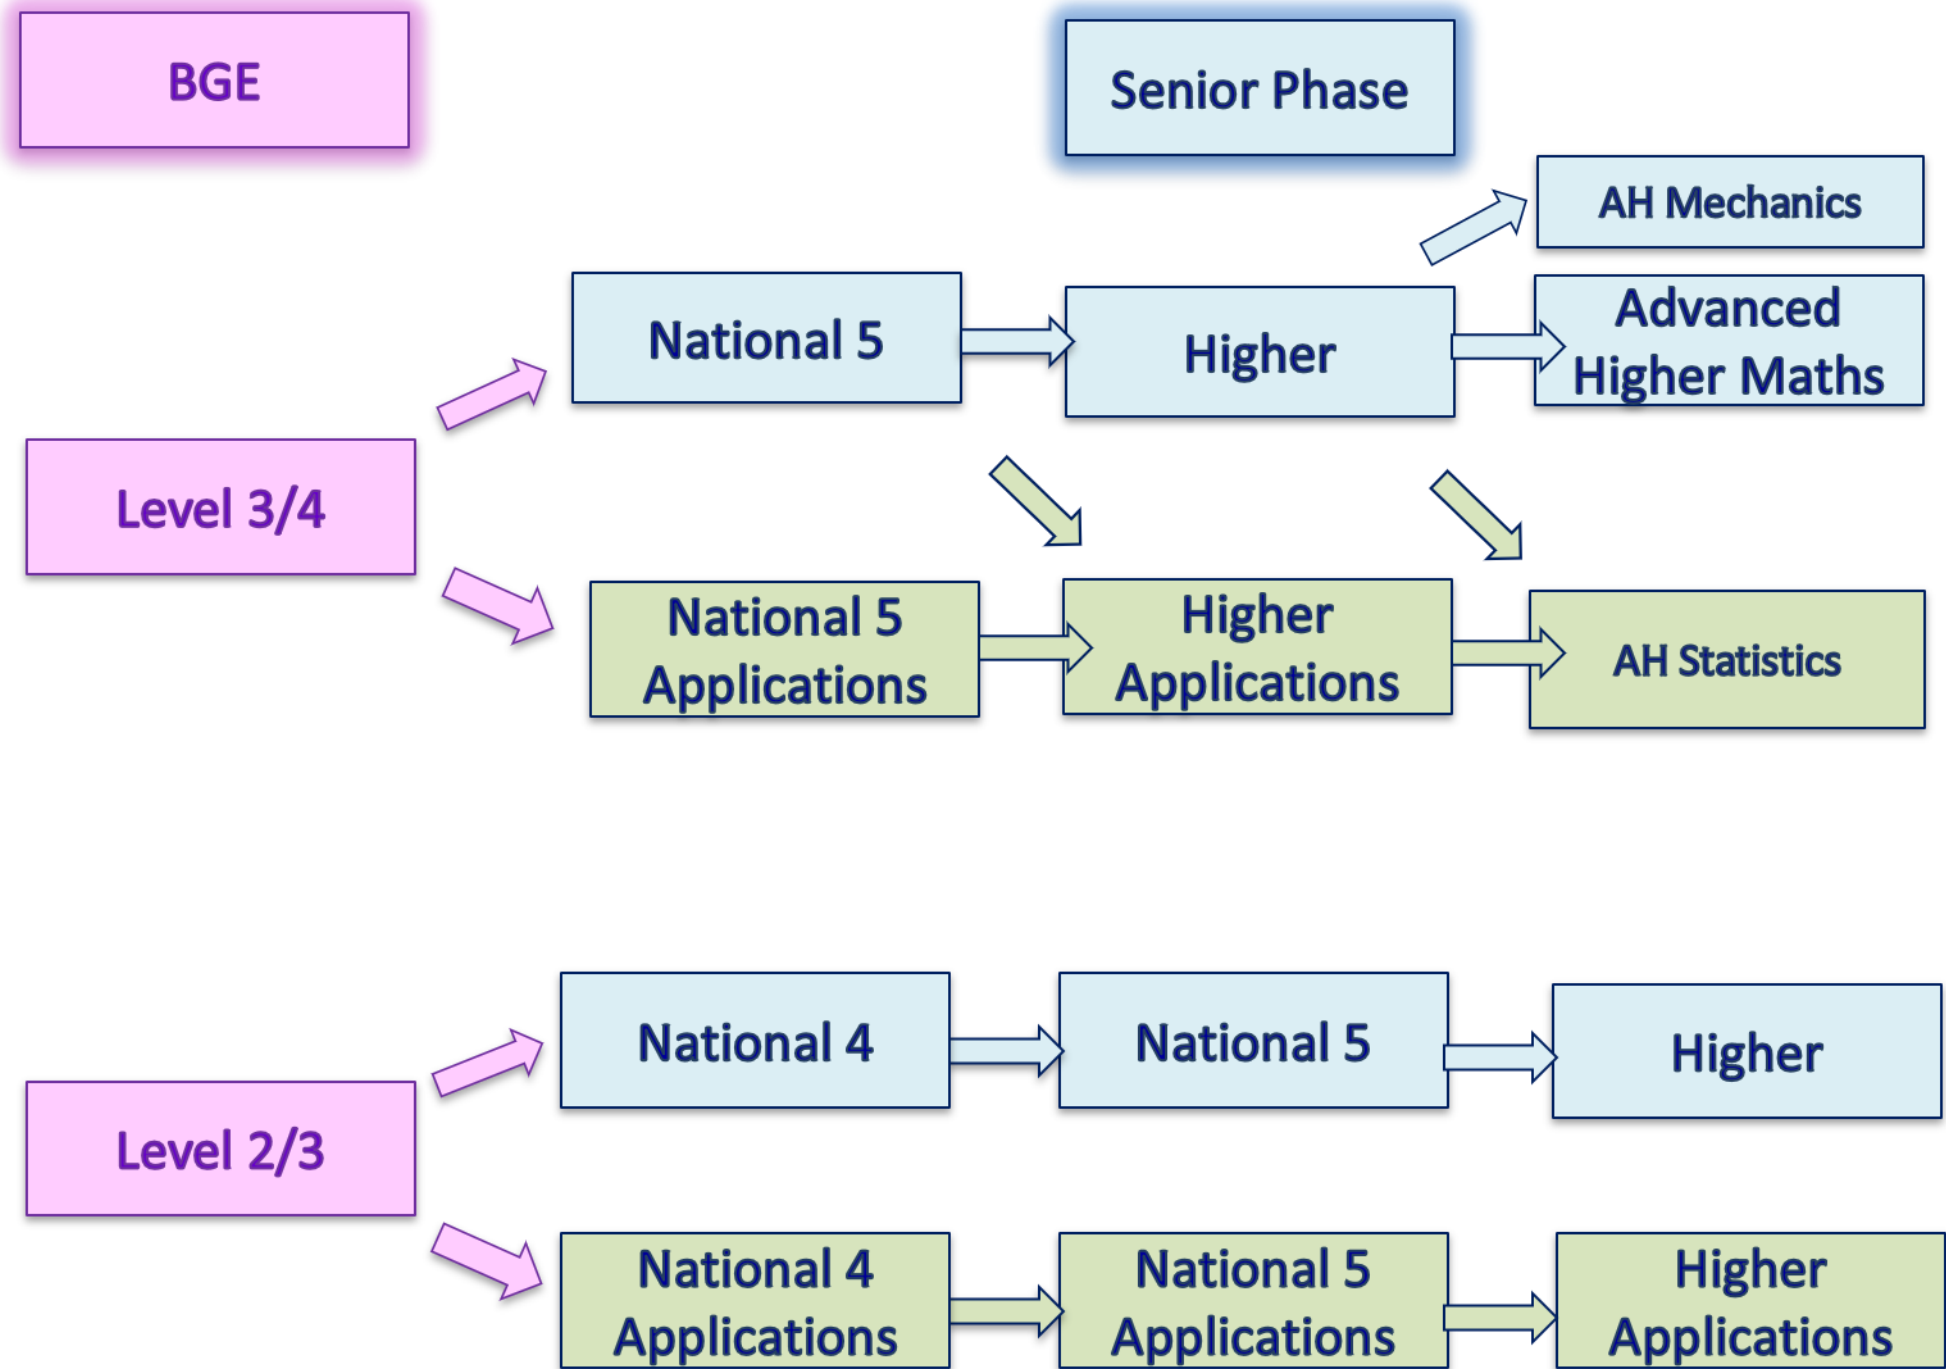 BGE
Senior Phase
AH Mechanics
National 5
Higher
Advanced
Higher Maths
Level 3/4
National 5
Applications
Higher
Applications
AH Statistics
National 4
National 5
Higher
Level 2/3
National 4
Applications
National 5
Applications
Higher
Applications